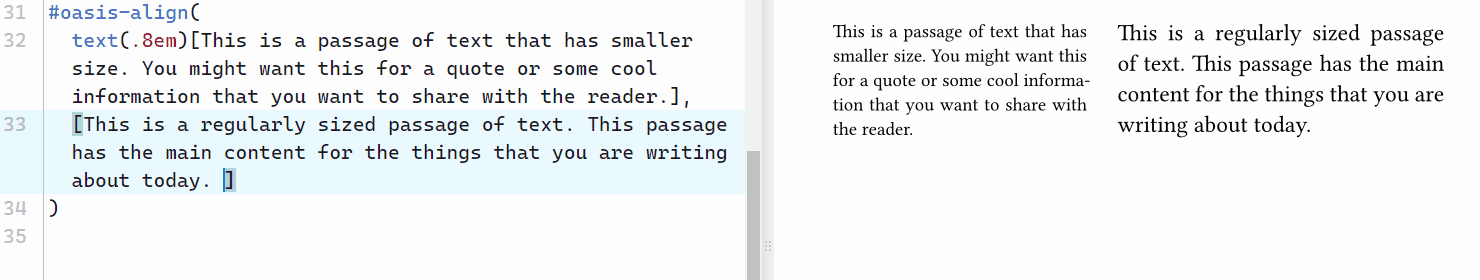 31 #oasis-align(
32 text(.8em)[This is a passage of text that has smaller
size. You might want this for a quote or some cool
information that you want to share with the reader.],
33 [This is a regularly sized passage of text. This passage
has the main content for the things that you are writing
about today. ]
34 )
35
This is a passage of text that has
smaller size. You might want this
for a quote or some cool informa-
tion that you want to share with
the reader.
This is a regularly sized passage
of text. This passage has the main
content for the things that you are
writing about today.